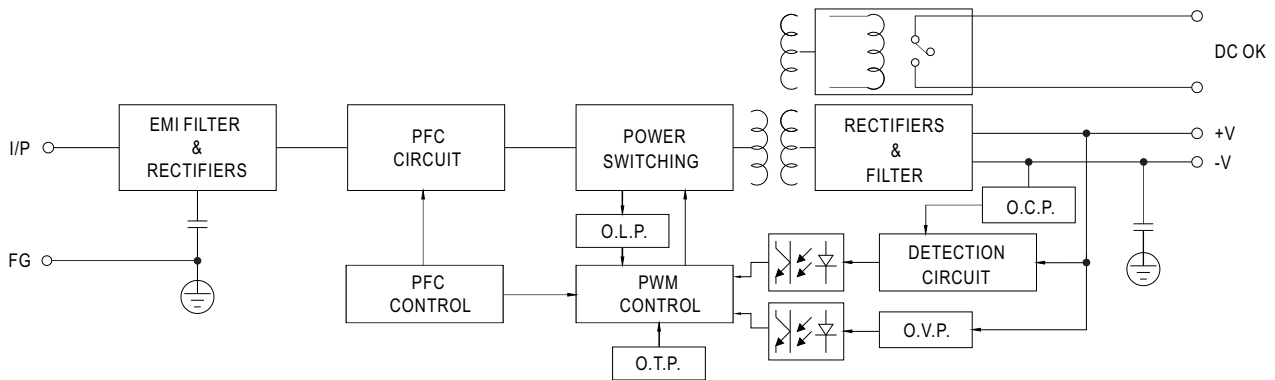 DC OK
EMI FILTER
&
RECTIFIERS
PFC
CIRCUIT
POWER
SWITCHING
RECTIFIERS
&
FILTER
I/P
+V
-V
O.C.P.
O.L.P.
DETECTION
CIRCUIT
FG
PFC
CONTROL
PWM
CONTROL
O.V.P.
O.T.P.